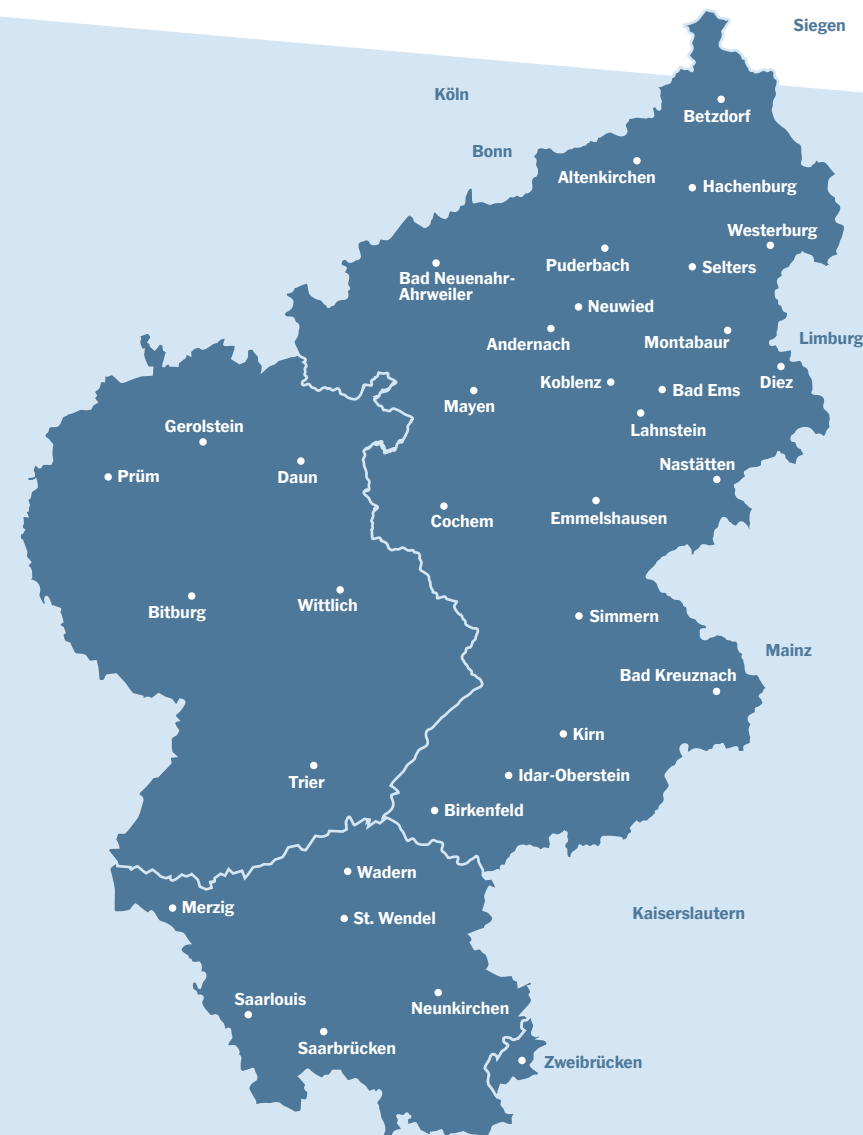 Siegen
Köln
Betzdorf
Bonn
Altenkirchen
Hachenburg
Westerburg
Puderbach
Selters
Bad Neuenahr-
Ahrweiler
Neuwied
Andernach
Montabaur
Limburg
Koblenz
Bad Ems
Diez
Mayen
Lahnstein
Gerolstein
Nastätten
Prüm
Daun
Cochem
Emmelshausen
Bitburg
Wittlich
Simmern
Mainz
Bad Kreuznach
Kirn
Trier
Idar-Oberstein
Birkenfeld
Wadern
Merzig
St. Wendel
Kaiserslautern
Saarlouis
Neunkirchen
Saarbrücken
Zweibrücken